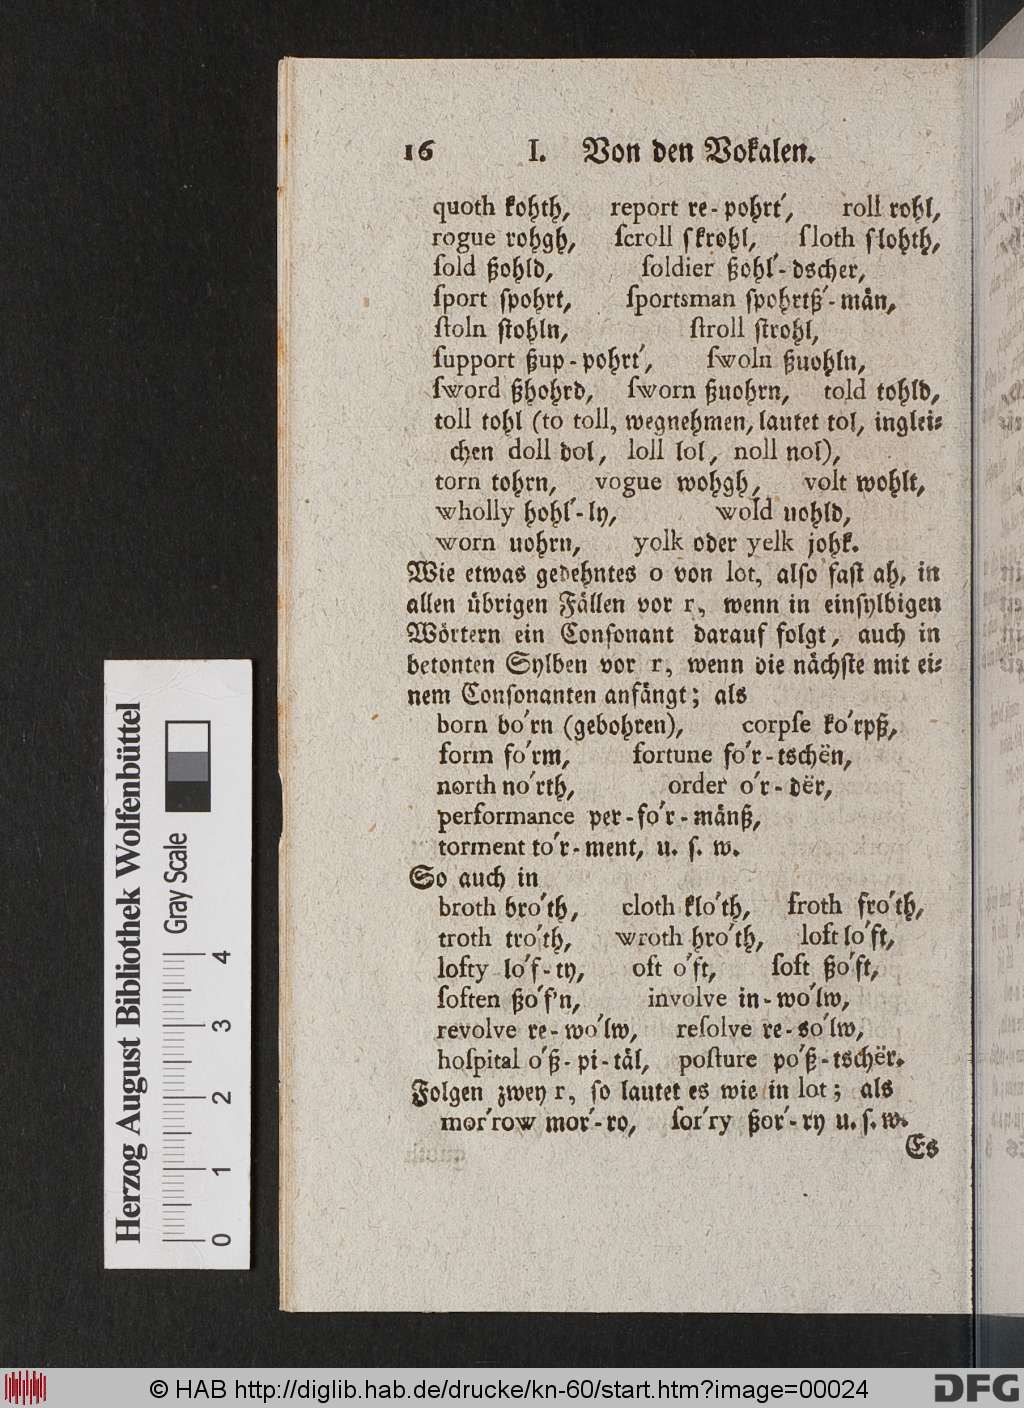 16 I. Von den Vokalen.
quoth kohth, report re-pohrt´, roll rohl,
rogue rohgh, ſcroll ſkrohl, ſloth ſlohth,
ſold ßohld, ſoldier ßohl´-dscher,
ſport ſpohrt, ſportsman ſpohrtß´-mån,
ſtoln ſtohln, ſtroll ſtrohl,
ſupport ßup-pohrt´, ſwoln ßuohln,
ſword ßhohrd, ſworn ßuohrn, told tohld,
toll tohl (to toll, wegnehmen, lautet tol, inglei-
chen doll dol, loll lol, noll nol),
torn tohrn, vogue wohgh, volt wohlt,
wholly hohl´-ly, wold uohld,
worn uohrn, yolk oder yelk johk.
Wie etwas gedehntes o von lot, alſo faſt ah, in
allen übrigen Fällen vor r, wenn in einſylbigen
Wörtern ein Conſonant darauf folgt, auch in
betonten Sylben vor r, wenn die nächſte mit ei-
nem Conſonanten anfängt; als
born bo´rn (gebohren), corpſe ko´rpß,
form fo´rm, fortune fo´r-tschën,
north no´rth, order o´r-dër,
performance per-fo´r-månß,
torment to´r-ment, u. ſ. w.
So auch in
broth bro´th, cloth klo´th, froth fro´th,
troth tro´th, wroth hro´th, loft lo´ft,
lofty lo´f-ty, oft o´ft, ſoft ßo´ft,
ſoften ßo´f'n, involve in-wo´lw,
revolve re-wo´lw, reſolve re-so´lw,
hoſpital o´ß-pi-tål, poſture po´ß-tschër.
Folgen zwey r, ſo lautet es wie in lot; als
mor´row mor´-ro, ſor´ry ßor´-ry u. ſ. w.
Es
Herzog August Bibliothek Wolfenbüttel
Gray Scale
0 1 2 3 4
© HAB http://diglib.hab.de/drucke/kn-60/start.htm?image=00024
DFG